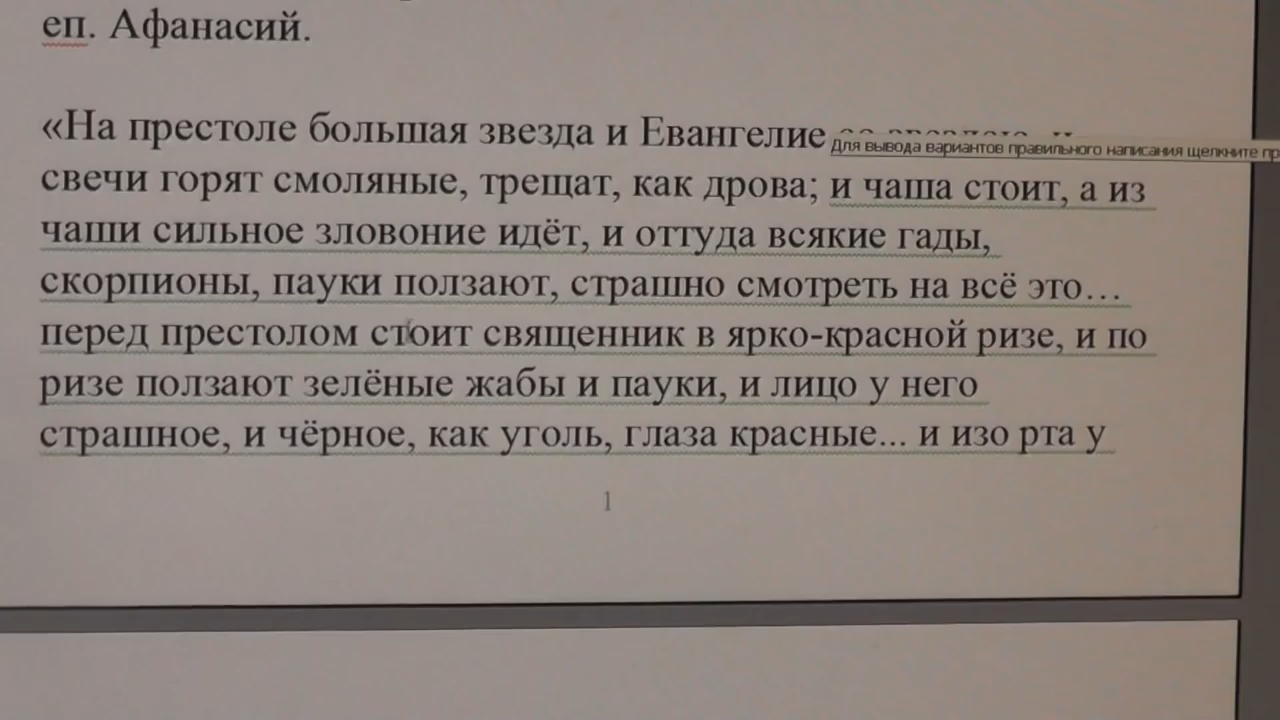 еп. Афанасий.
«На престоле большая звезда и Евангелие
Для вывода вариантов правильного написания щелкните пр
свечи горят смоляные, трещат, как дрова; и чаша стоит, а из
чаши сильное зловоние идёт, и оттуда всякие гады,
скорпионы, пауки ползают, страшно смотреть на всё это…
перед престолом стоит священник в ярко-красной ризе, и по
ризе ползают зелёные жабы и пауки, и лицо у него
страшное, и чёрное, как уголь, глаза красные... и изо рта у
1